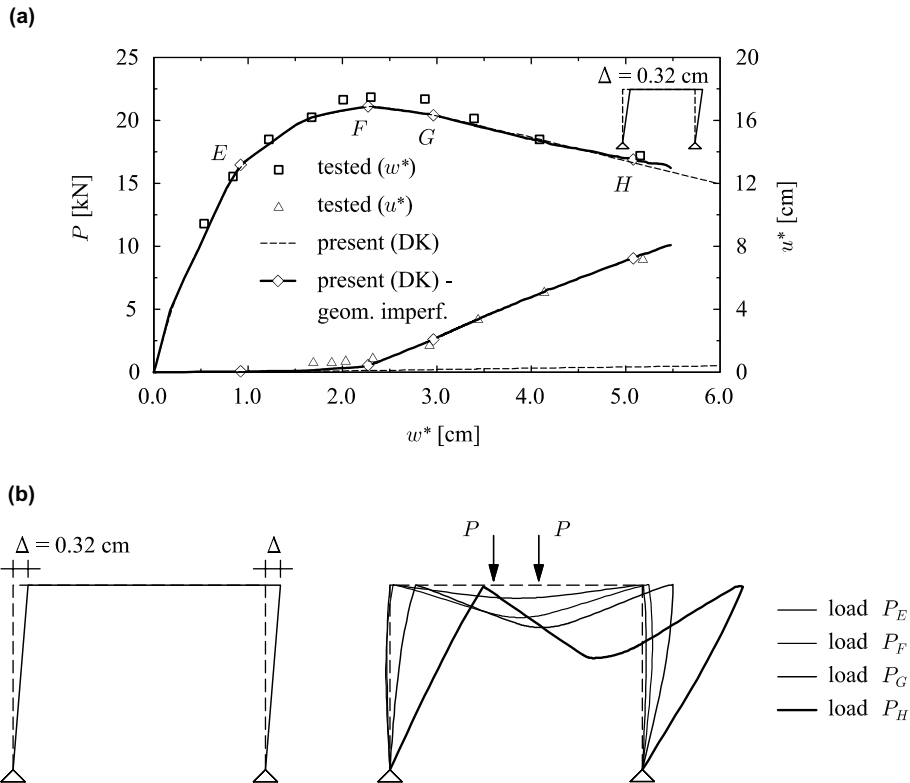 (a)
25
20
15
10
5
0
P [kN]
20
16
12
8
4
0
u* [cm]
Δ = 0.32 cm
E
F
G
H
tested (w*)
tested (u*)
present (DK)
present (DK) -
geom. imperf.
0.0 1.0 2.0 3.0 4.0 5.0 6.0
w* [cm]
(b)
Δ = 0.32 cm
Δ
P P
load P_E
load P_F
load P_G
load P_H